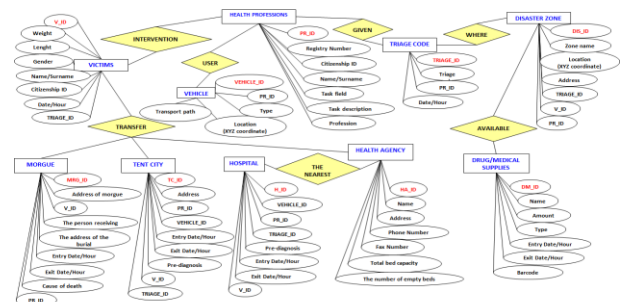 HEALTH PROFESSIONS
DISASTER ZONE
V_ID
Weight
Lenght
Gender
Name/Surname
Citizenship ID
Date/Hour
TRIAGE_ID
VICTIMS
INTERVENTION
PR_ID
Registry Number
Citizenship ID
Name/Surname
Task field
Task description
Profession
GIVEN
TRIAGE CODE
TRIAGE_ID
Triage
PR_ID
Date/Hour
WHERE
DIS_ID
Zone name
Location
(XYZ coordinate)
Address
TRIAGE_ID
V_ID
PR_ID
USER
VEHICLE
VEHICLE_ID
PR_ID
Type
Location
(XYZ coordinate)
Transport path
TRANSFER
AVAILABLE
MORGUE
MRG_ID
Address of morgue
V_ID
The person receiving
The address of the
burial
Entry Date/Hour
Exit Date/Hour
Cause of death
PR_ID
TENT CITY
TC_ID
Address
PR_ID
VEHICLE_ID
Entry Date/Hour
Exit Date/Hour
Pre-diagnosis
V_ID
TRIAGE_ID
HOSPITAL
H_ID
VEHICLE_ID
PR_ID
TRIAGE_ID
Pre-diagnosis
Entry Date/Hour
Exit Date/Hour
V_ID
THE
NEAREST
HEALTH AGENCY
HA_ID
Name
Address
Phone Number
Fax Number
Total bed capacity
The number of empty beds
DRUG/MEDICAL
SUPPLIES
DM_ID
Name
Amount
Type
Entry Date/Hour
Exit Date/Hour
Barcode